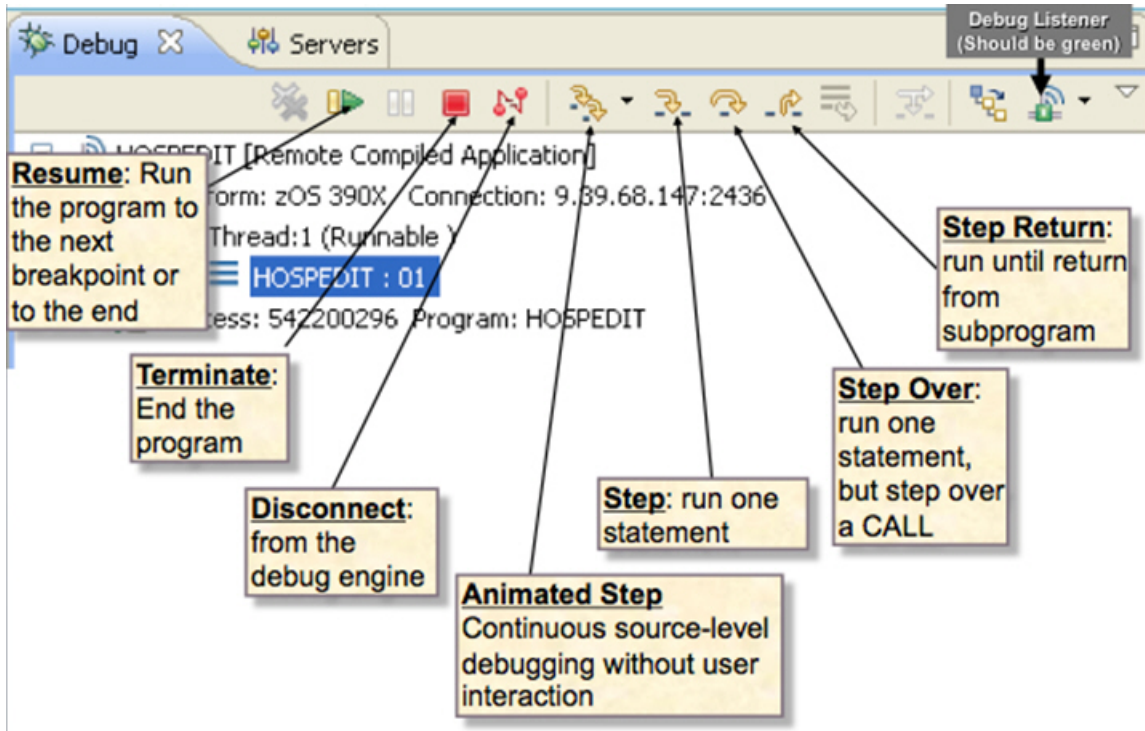 Debug
Servers
Debug Listener
(Should be green)
HOSPEDIT [Remote Compiled Application]
orm: zOS 390X Connection: 9.39.68.147:2436
Thread:1 (Runnable )
HOSPEDIT : 01
ess: 542200296 Program: HOSPEDIT
Resume: Run
the program to
the next
breakpoint or
to the end
Terminate:
End the
program
Disconnect:
from the
debug engine
Animated Step
Continuous source-level
debugging without user
interaction
Step: run one
statement
Step Over:
run one
statement,
but step over
a CALL
Step Return:
run until return
from
subprogram